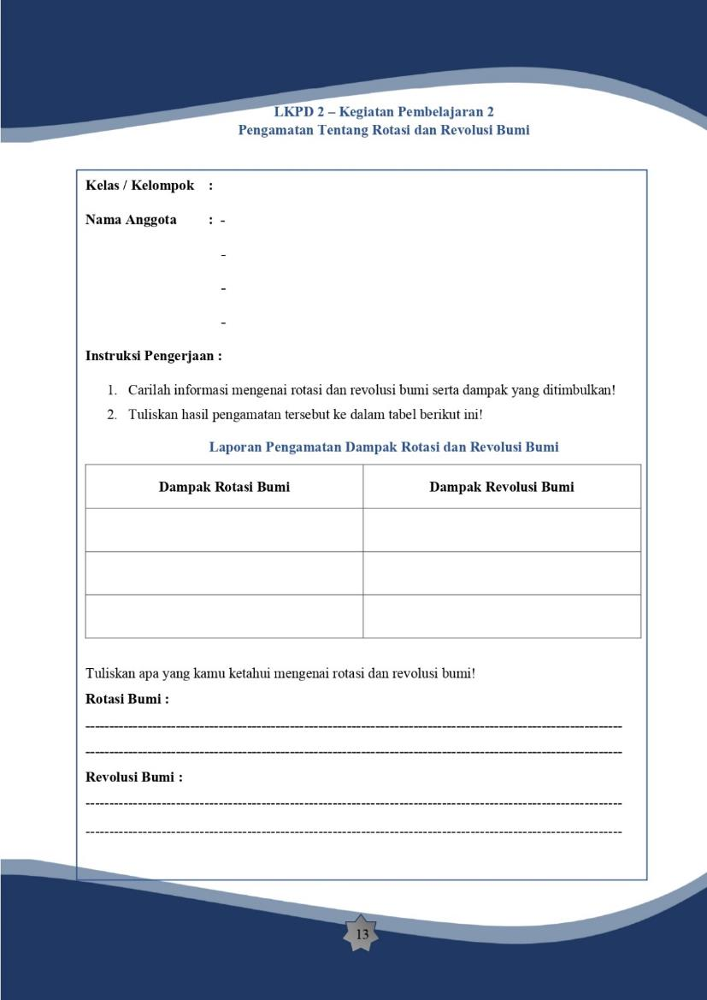 LKPD 2 – Kegiatan Pembelajaran 2
Pengamatan Tentang Rotasi dan Revolusi Bumi
Kelas / Kelompok :
Nama Anggota : -
-
-
-
Instruksi Pengerjaan :
1. Carilah informasi mengenai rotasi dan revolusi bumi serta dampak yang ditimbulkan!
2. Tuliskan hasil pengamatan tersebut ke dalam tabel berikut ini!
Laporan Pengamatan Dampak Rotasi dan Revolusi Bumi
Dampak Rotasi Bumi Dampak Revolusi Bumi
Tuliskan apa yang kamu ketahui mengenai rotasi dan revolusi bumi!
Rotasi Bumi :
Revolusi Bumi :
13